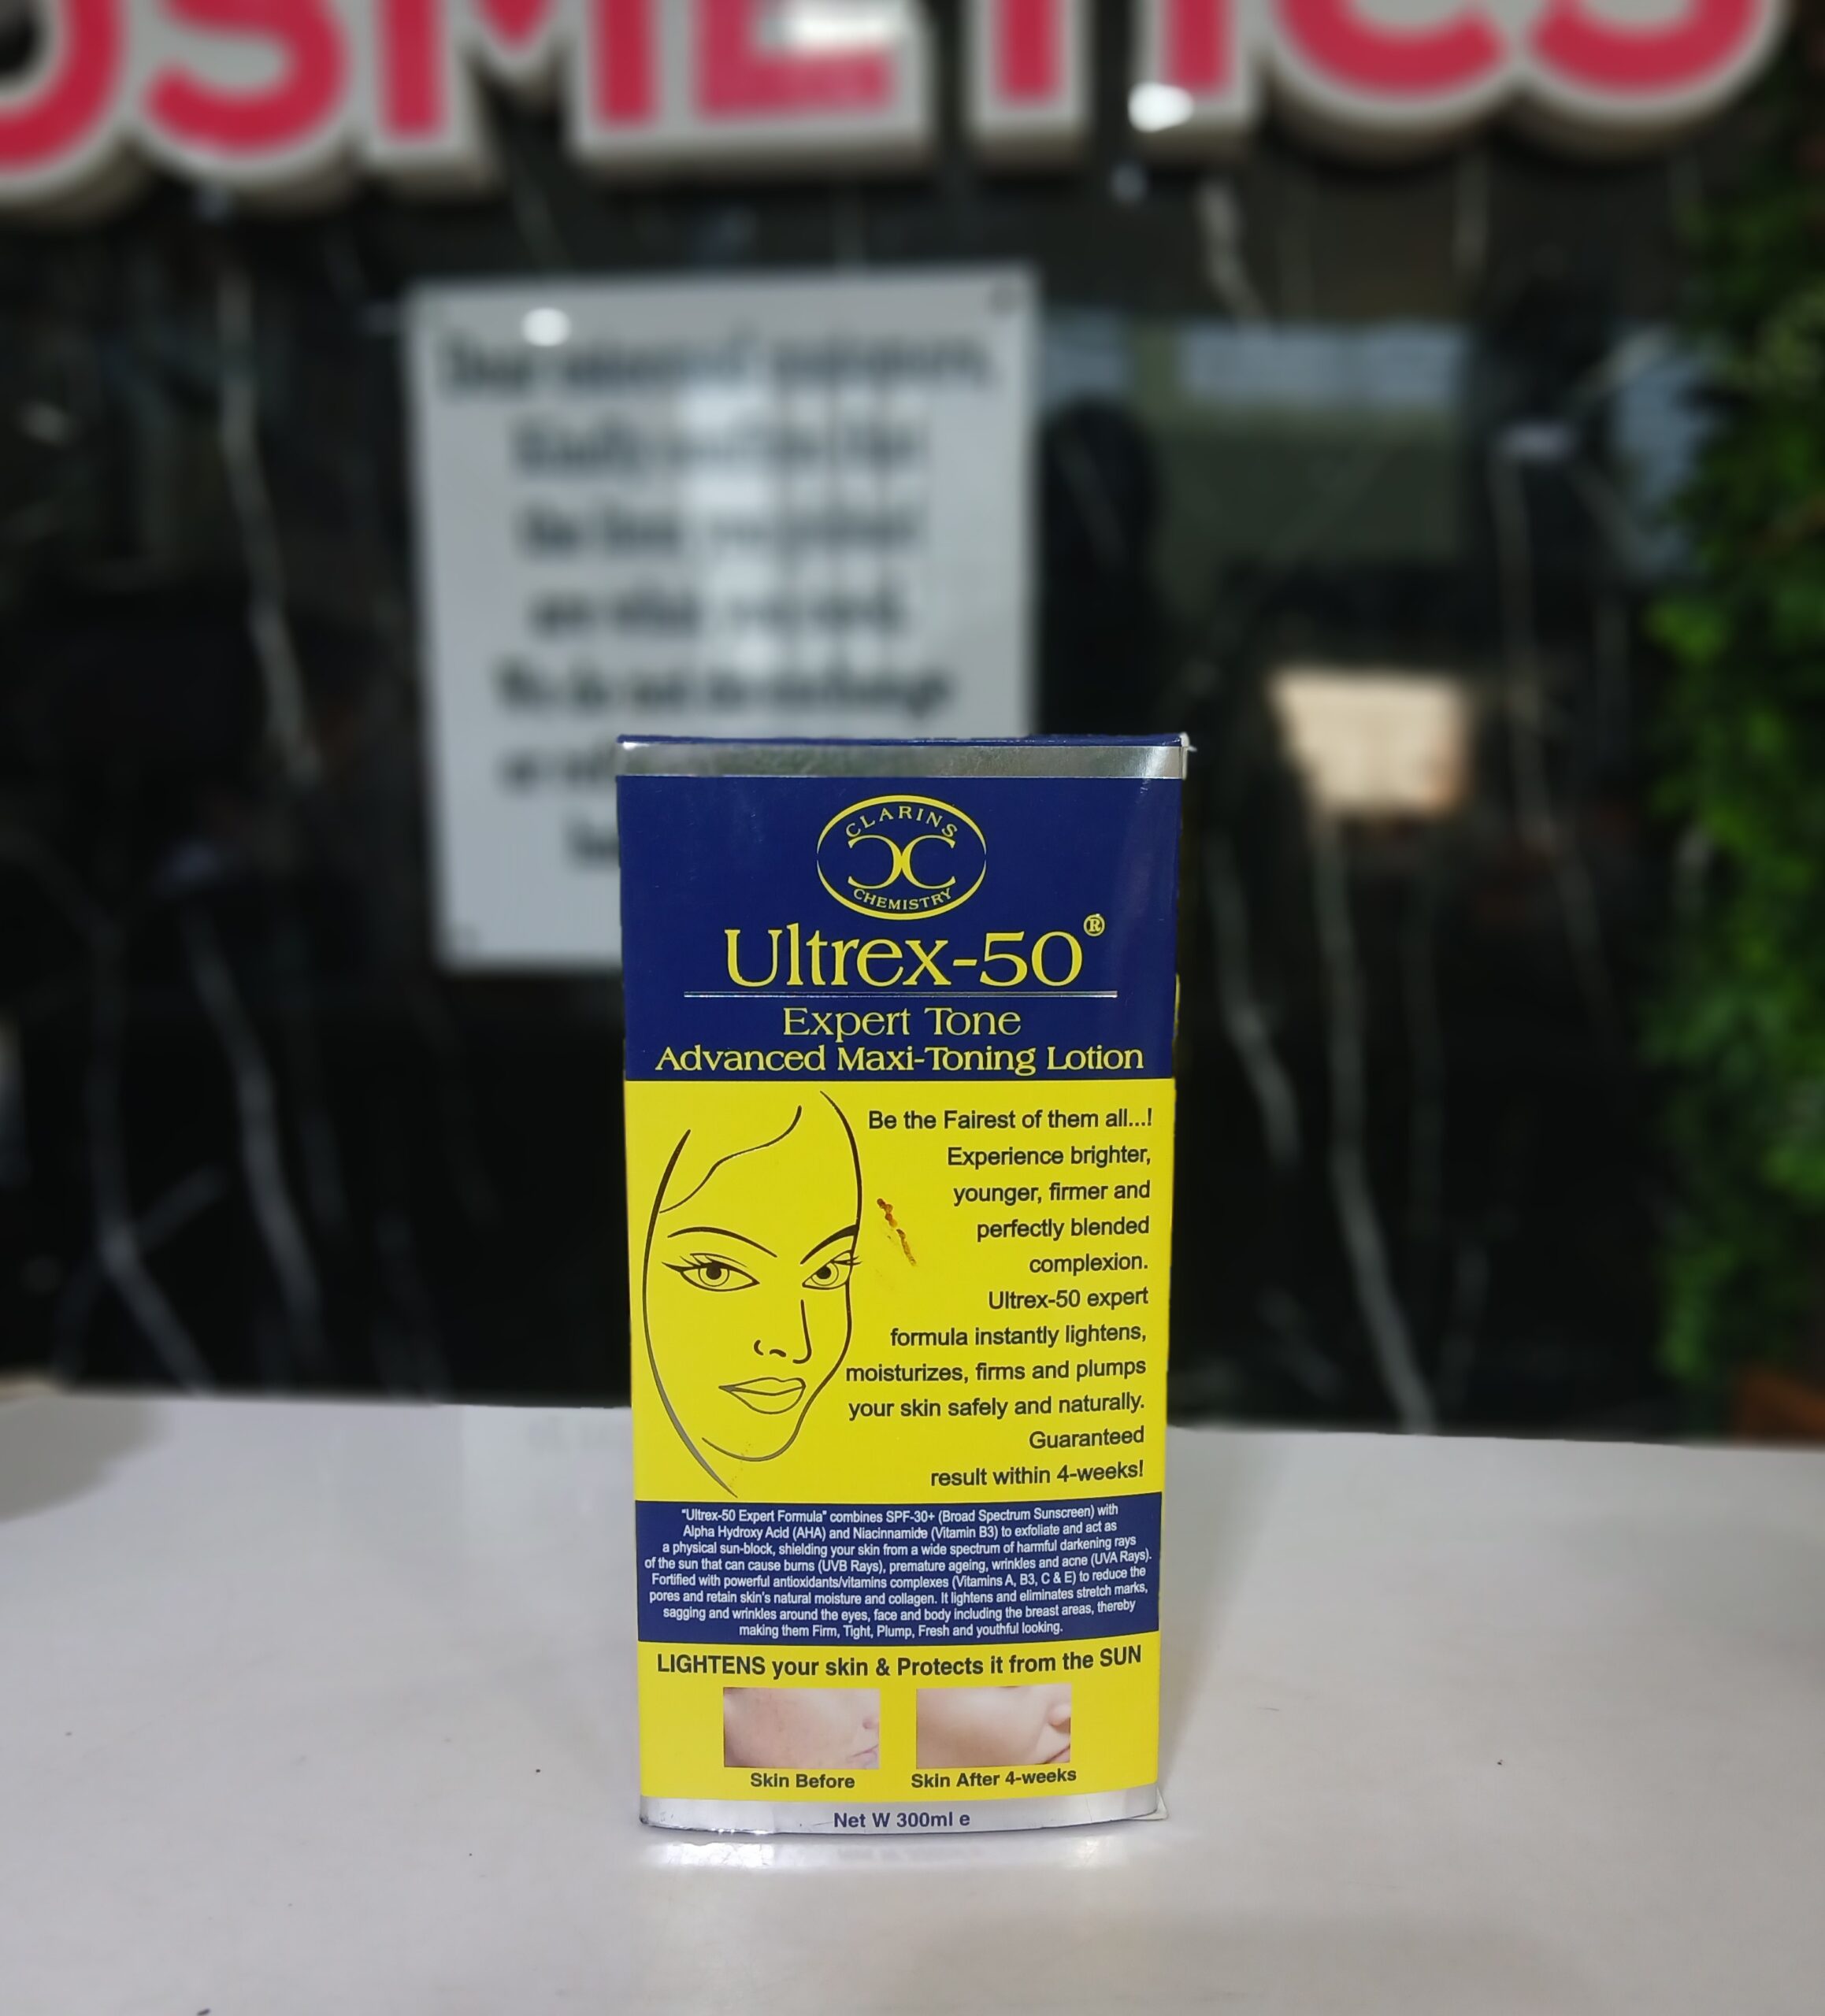 OSMETICS
CLARINS
CHEMISTRY
Ultrex-50®
Expert Tone
Advanced Maxi-Toning Lotion
Be the Fairest of them all...!
Experience brighter,
younger, firmer and
perfectly blended
complexion.
Ultrex-50 expert
formula instantly lightens,
moisturizes, firms and plumps
your skin safely and naturally.
Guaranteed
result within 4-weeks!
"Ultrex-50 Expert Formula" combines SPF-30+ (Broad Spectrum Sunscreen) with
Alpha Hydroxy Acid (AHA) and Niacinnamide (Vitamin B3) to exfoliate and act as
a physical sun-block, shielding your skin from a wide spectrum of harmful darkening rays
of the sun that can cause burns (UVB Rays), premature ageing, wrinkles and acne (UVA Rays).
Fortified with powerful antioxidants/vitamins complexes (Vitamins A, B3, C & E) to reduce the
pores and retain skin's natural moisture and collagen. It lightens and eliminates stretch marks,
sagging and wrinkles around the eyes, face and body including the breast areas, thereby
making them Firm, Tight, Plump, Fresh and youthful looking.
LIGHTENS your skin & Protects it from the SUN
Skin Before
Skin After 4-weeks
Net W 300ml e